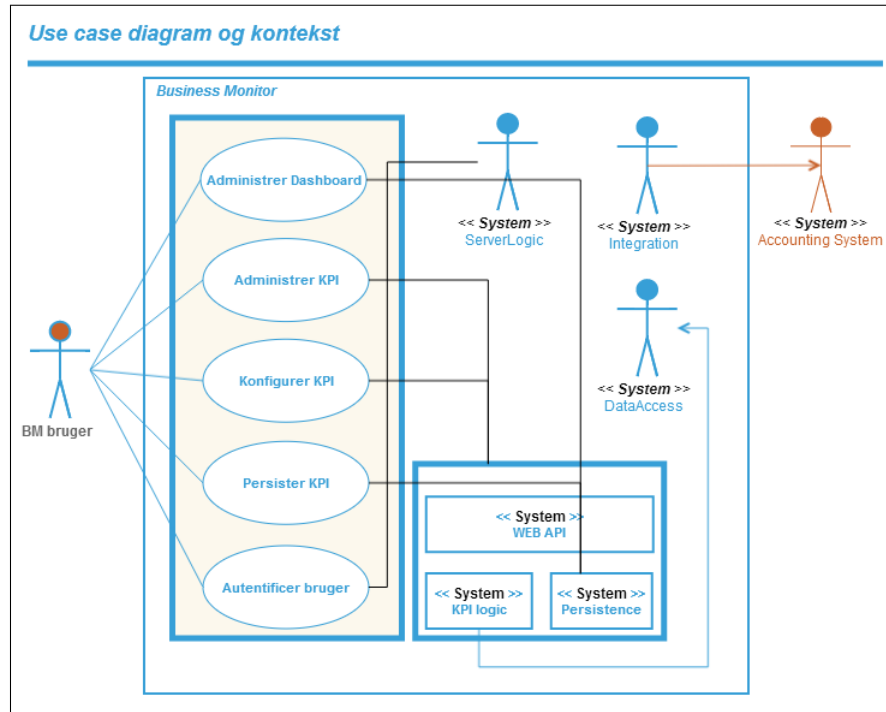 Use case diagram og kontekst
Business Monitor
Administrer Dashboard
<< System >>
ServerLogic
<< System >>
Integration
<< System >>
Accounting System
Administrer KPI
Konfigurer KPI
<< System >>
DataAccess
BM bruger
Persister KPI
<< System >>
WEB API
Autentificer bruger
<< System >>
KPI logic
<< System >>
Persistence